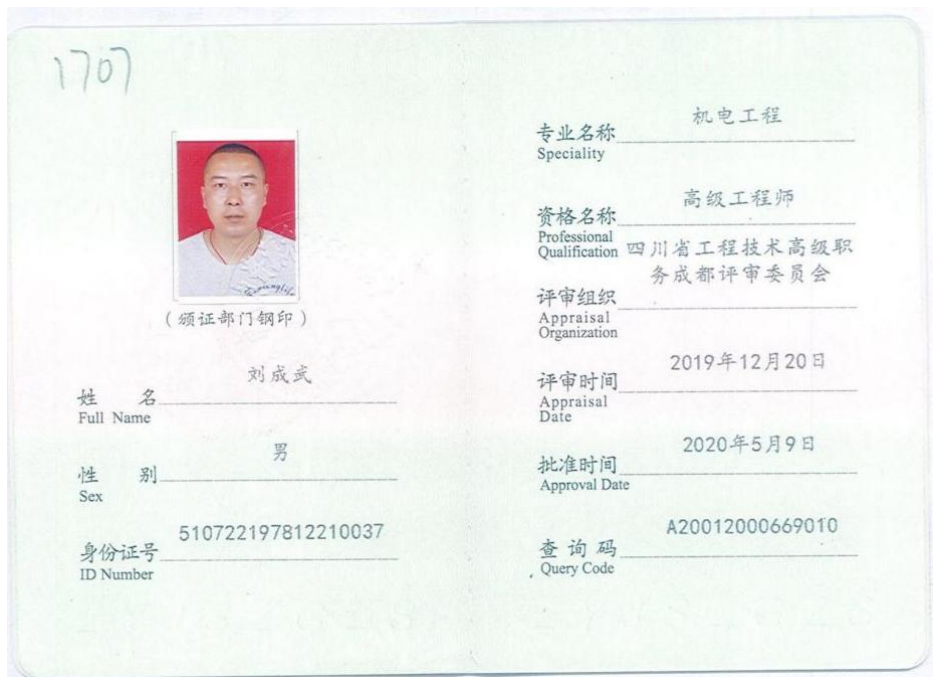 1707
(颁证部门钢印)
刘成武
姓 名
Full Name
男
性 别
Sex
510722197812210037
身份证号
ID Number
机电工程
专业名称
Speciality
高级工程师
资格名称
Professional
Qualification
四川省工程技术高级职
务成都评审委员会
评审组织
Appraisal
Organization
2019年12月20日
评审时间
Appraisal
Date
2020年5月9日
批准时间
Approval Date
A20012000669010
查询码
Query Code